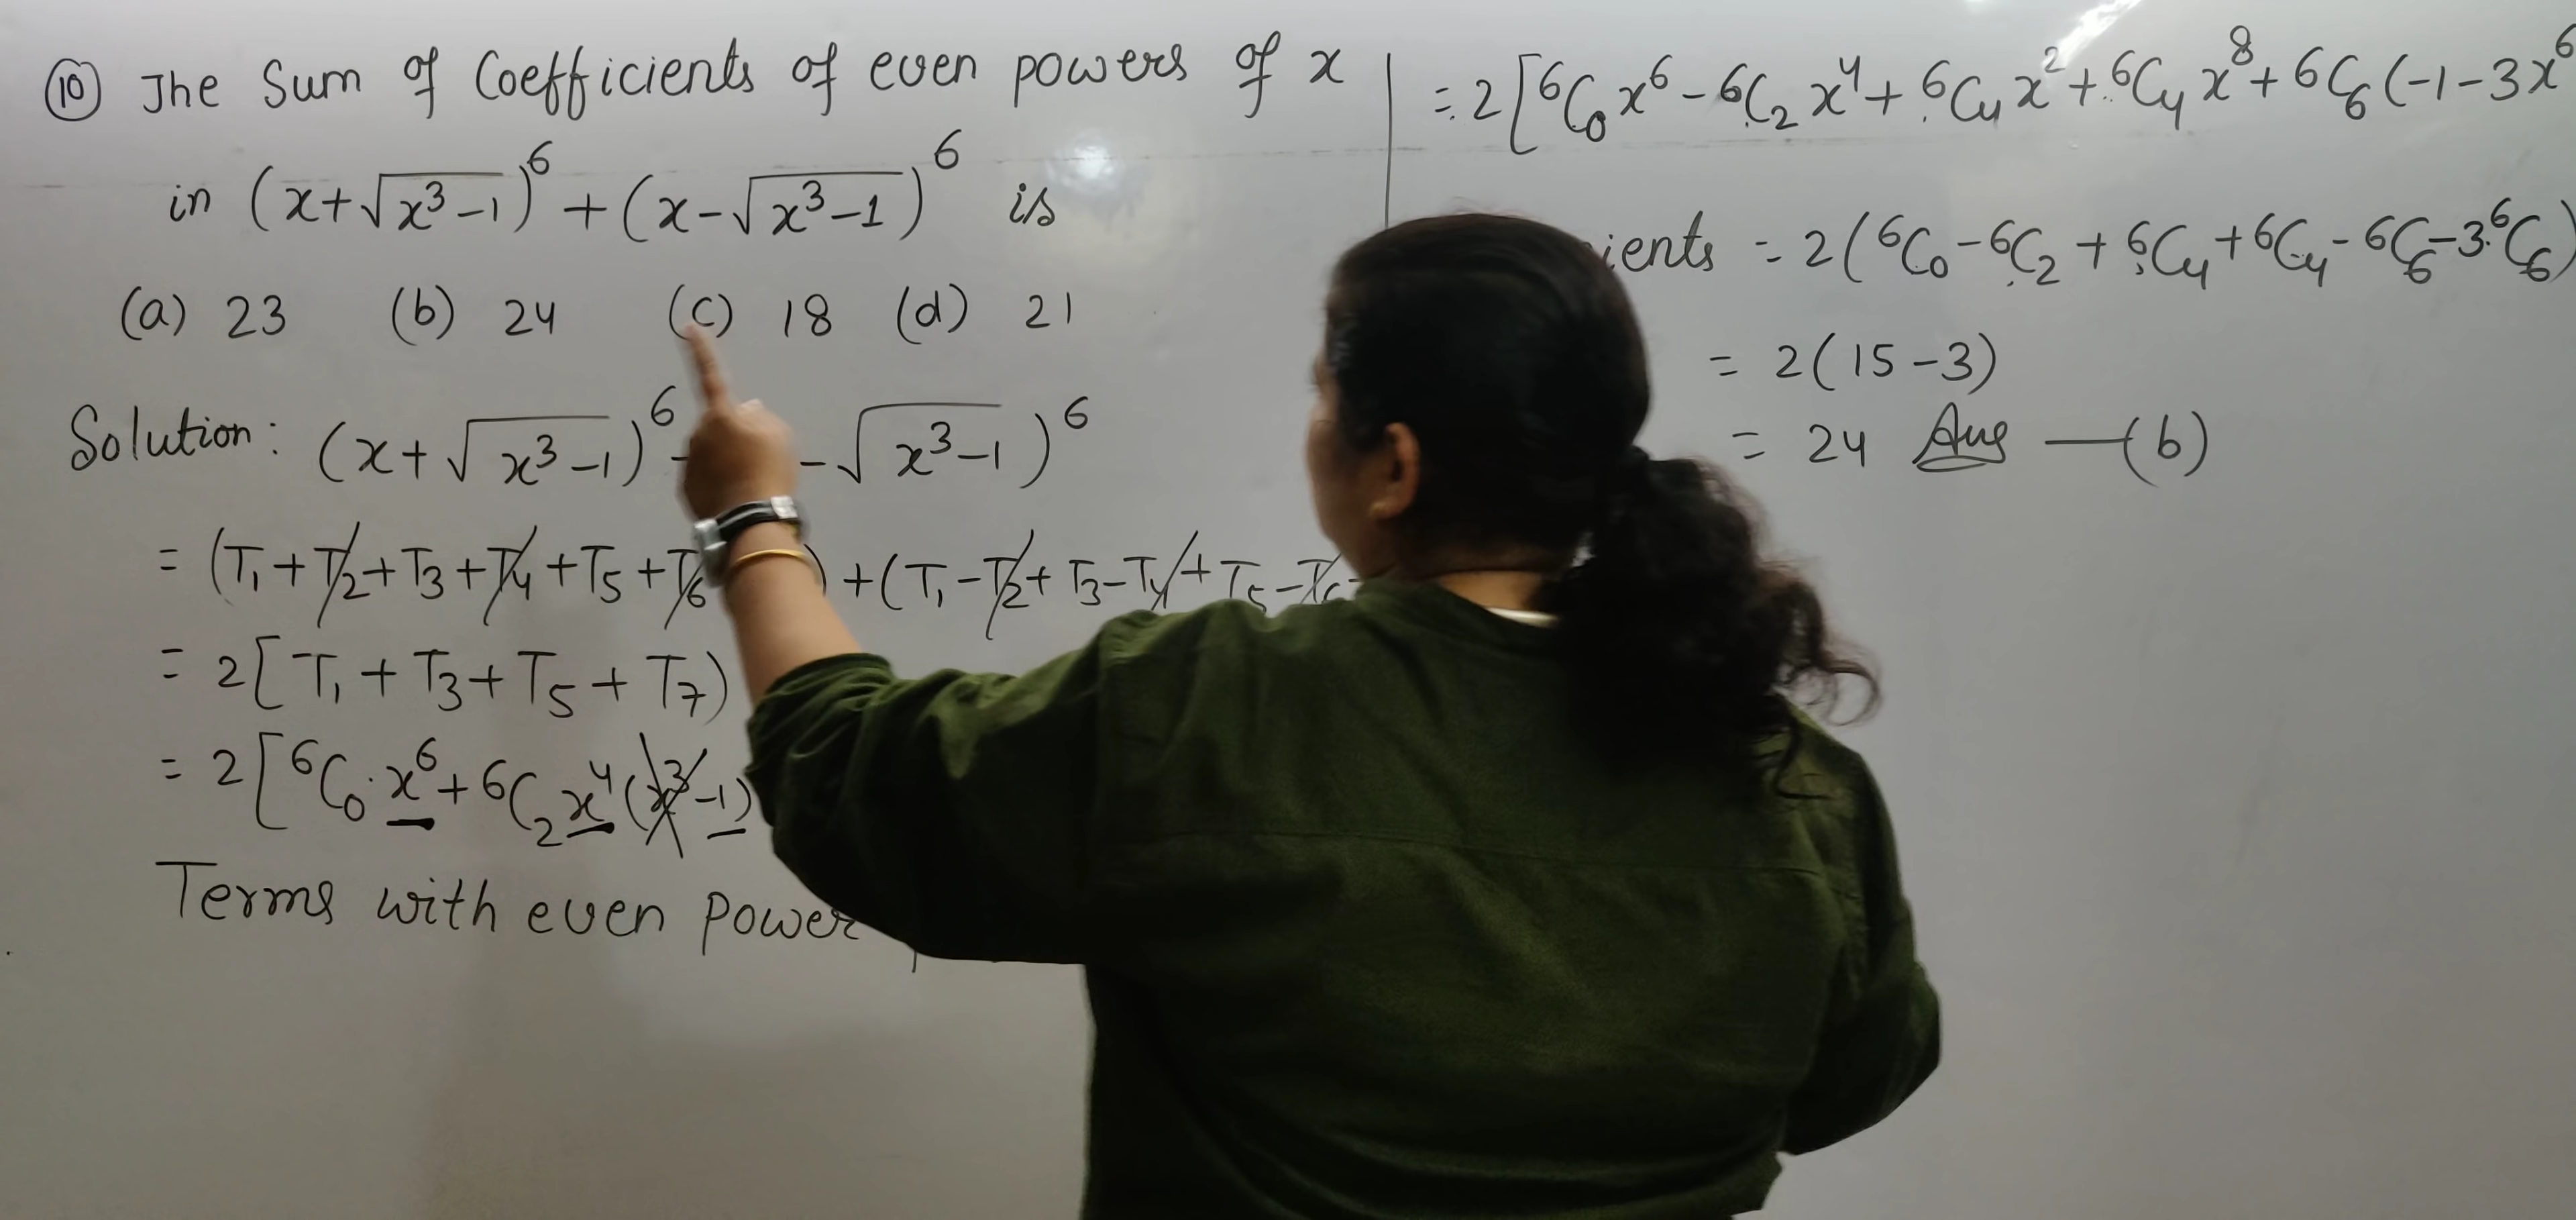 ⑩ The Sum of Coefficients of even powers of x
in (x+√(x³-1))⁶ + (x-√(x³-1))⁶ is
(a) 23 (b) 24 (c) 18 (d) 21
Solution: (x+√(x³-1))⁶ - √(x³-1))⁶
= (T₁+T₂+T₃+T₄+T₅+T₆ ) + (T₁-T₂+T₃-T₄+T₅-T₆
= 2[T₁+T₃+T₅+T₇)
= 2[⁶C₀·x⁶+⁶C₂x⁴(x³-1)
Terms with even power
= 2[⁶C₀x⁶-⁶C₂x⁴+⁶C₄x²+⁶C₄x⁸+⁶C₆(-1-3x⁶
ients = 2(⁶C₀-⁶C₂+⁶C₄+⁶C₄-⁶C₆-3·⁶C₆)
= 2(15-3)
= 24 Ans —(b)